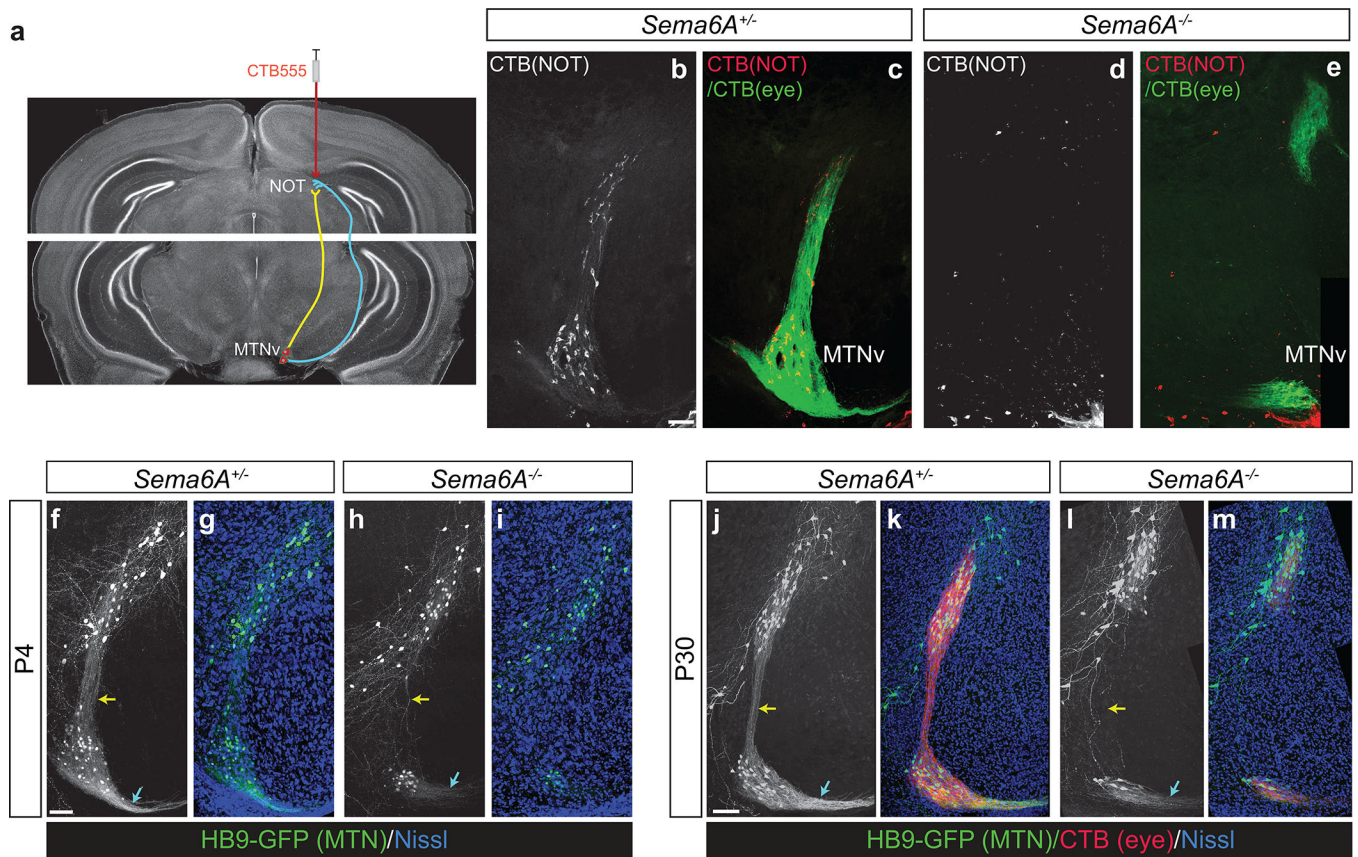 a
CTB555
NOT
MTNv
Sema6A+/-
Sema6A-/-
CTB(NOT)
b
CTB(NOT)
/CTB(eye)
c
MTNv
CTB(NOT)
d
CTB(NOT)
/CTB(eye)
e
MTNv
Sema6A+/-
Sema6A-/-
P4
f
g
h
i
HB9-GFP (MTN)/Nissl
Sema6A+/-
Sema6A-/-
P30
j
k
l
m
HB9-GFP (MTN)/CTB (eye)/Nissl